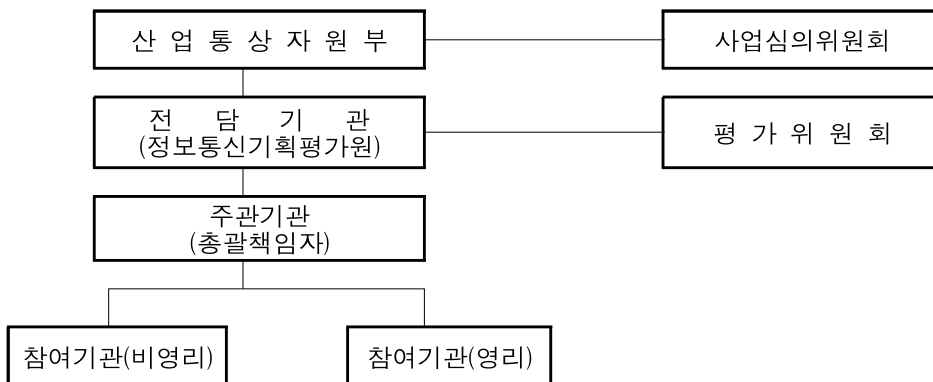 산 업 통 상 자 원 부
사업심의위원회
전 담 기 관
(정보통신기획평가원)
평 가 위 원 회
주관기관
(총괄책임자)
참여기관(비영리)
참여기관(영리)